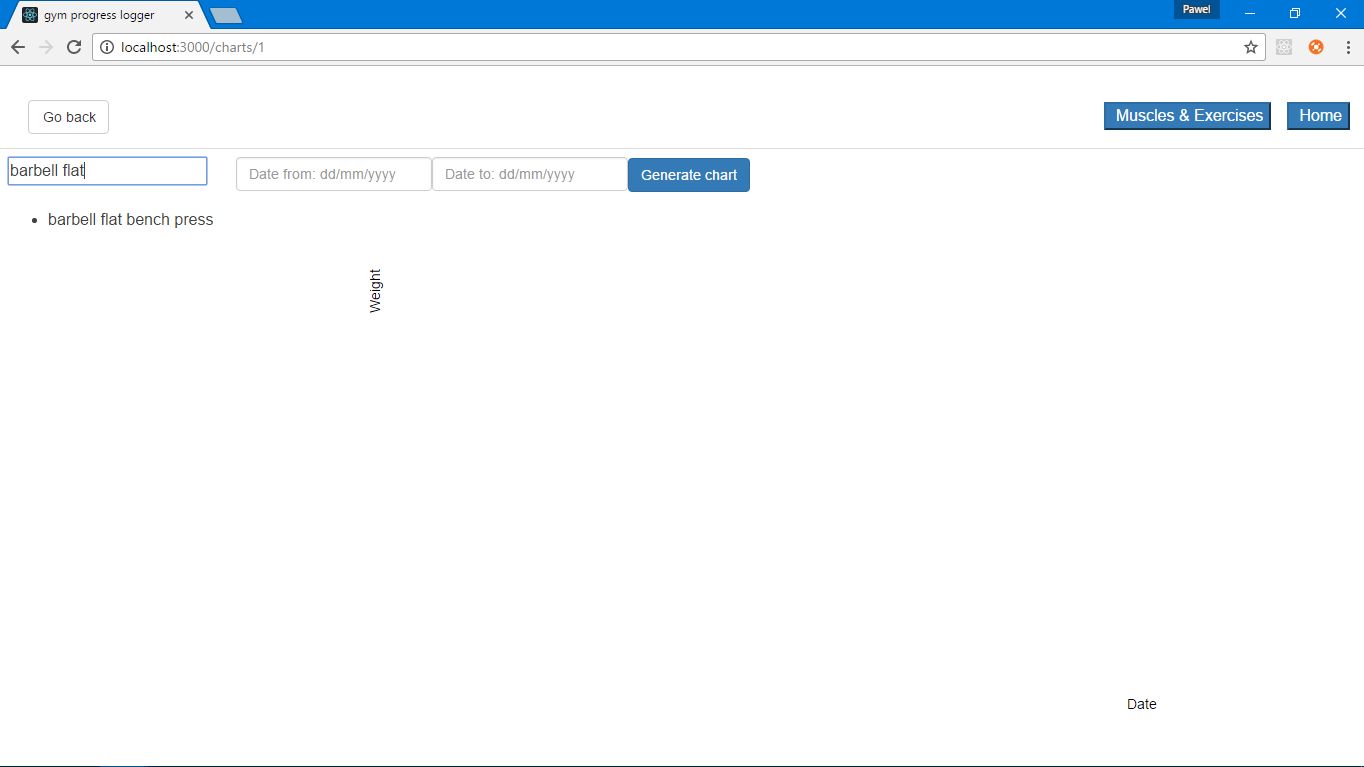 gym progress logger
Pawel
localhost:3000/charts/1
Go back
Muscles & Exercises
Home
barbell flat
Date from: dd/mm/yyyy
Date to: dd/mm/yyyy
Generate chart
barbell flat bench press
Weight
Date